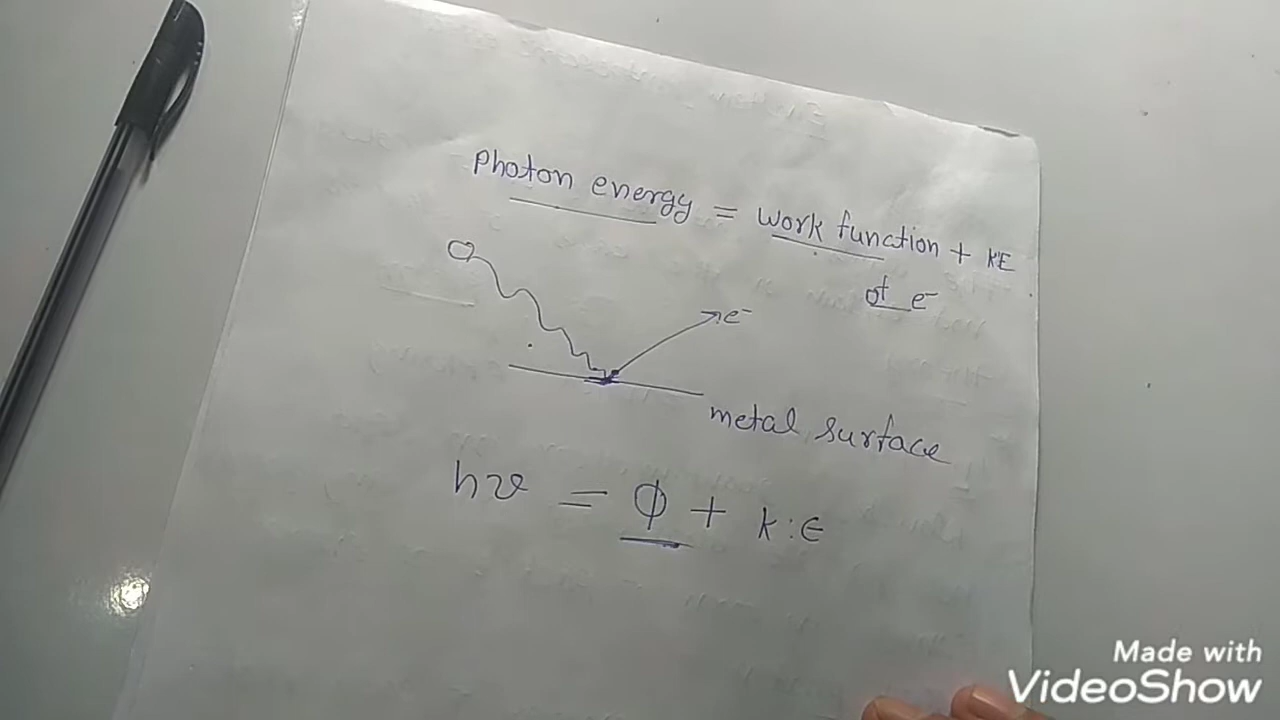 Photon energy = Work function + KE
of e⁻
e⁻
metal surface
hν = ϕ + k:E
Made with
VideoShow